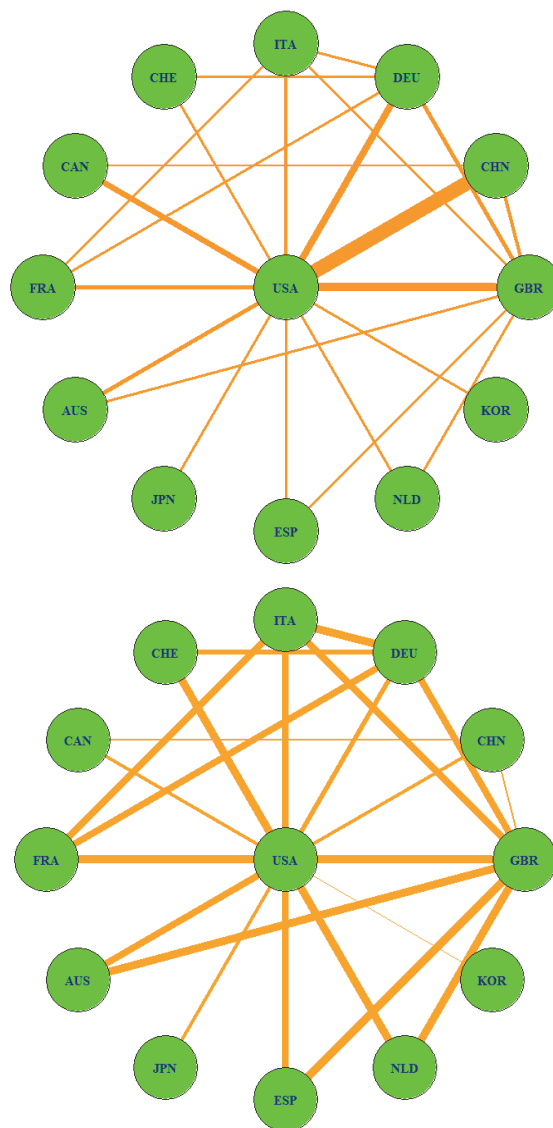 ITA
CHE
DEU
CAN
CHN
FRA
USA
GBR
AUS
KOR
JPN
NLD
ESP
ITA
CHE
DEU
CAN
CHN
FRA
USA
GBR
AUS
KOR
JPN
NLD
ESP